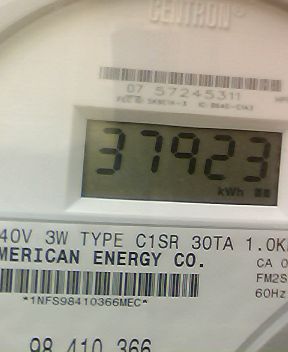 CENTRON®
07 57245311
37923
kWh
40V 3W TYPE C1SR 30TA 1.0K
MERICAN ENERGY CO.
CA 0
FM2S
60Hz
*1NFS98410366MEC*
98 410 366